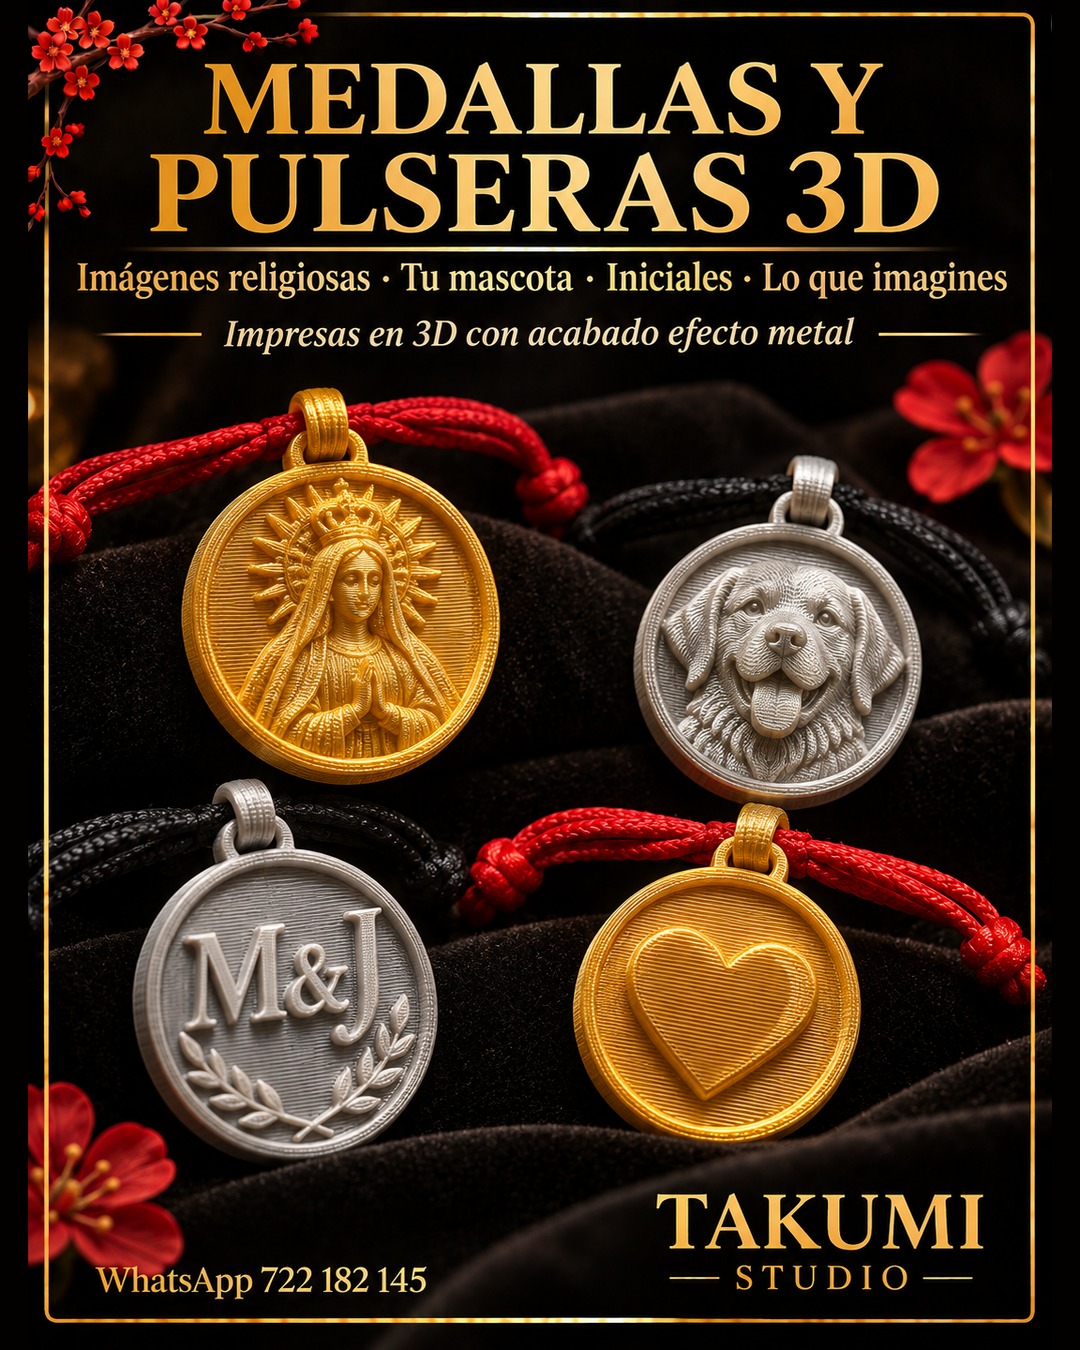 MEDALLAS Y
PULSERAS 3D
Imágenes religiosas · Tu mascota · Iniciales · Lo que imagines
Impresas en 3D con acabado efecto metal
M&J
TAKUMI
STUDIO
WhatsApp 722 182 145